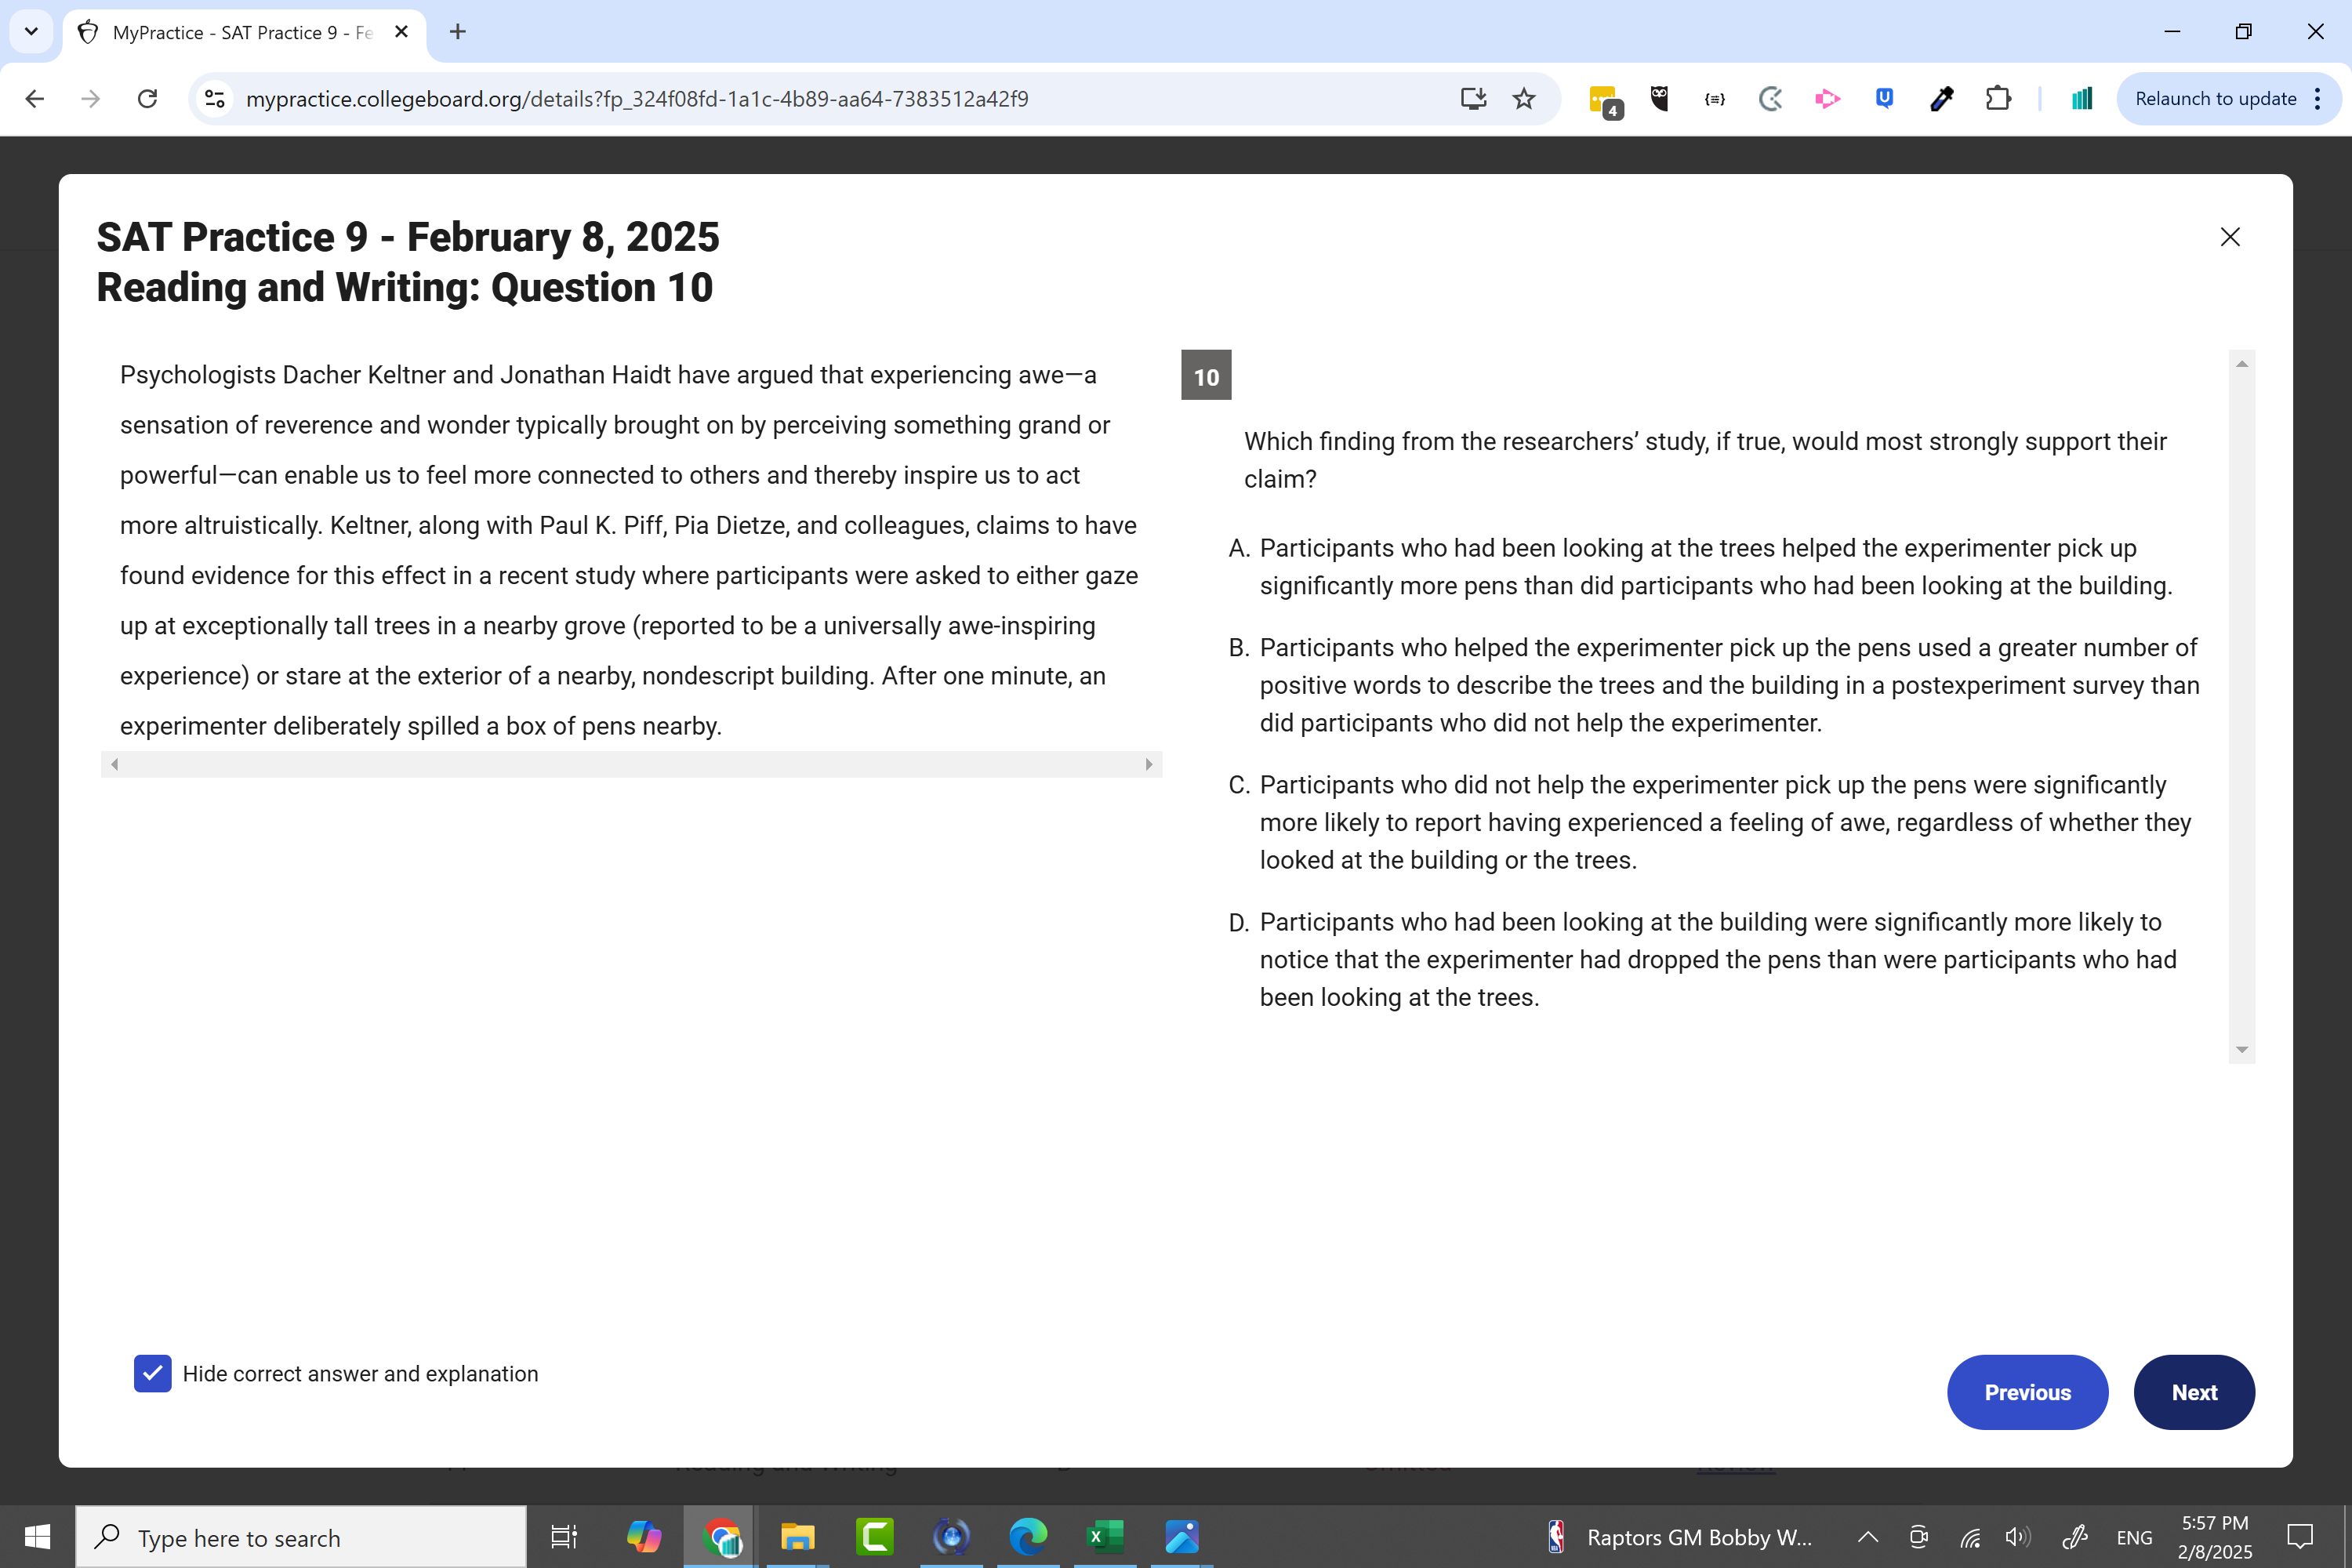 MyPractice - SAT Practice 9 - Fe
mypractice.collegeboard.org/details?fp_324f08fd-1a1c-4b89-aa64-7383512a42f9
4
{≡}
U
Relaunch to update
SAT Practice 9 - February 8, 2025
Reading and Writing: Question 10
Psychologists Dacher Keltner and Jonathan Haidt have argued that experiencing awe—a
sensation of reverence and wonder typically brought on by perceiving something grand or
powerful—can enable us to feel more connected to others and thereby inspire us to act
more altruistically. Keltner, along with Paul K. Piff, Pia Dietze, and colleagues, claims to have
found evidence for this effect in a recent study where participants were asked to either gaze
up at exceptionally tall trees in a nearby grove (reported to be a universally awe-inspiring
experience) or stare at the exterior of a nearby, nondescript building. After one minute, an
experimenter deliberately spilled a box of pens nearby.
10
Which finding from the researchers’ study, if true, would most strongly support their
claim?
A. Participants who had been looking at the trees helped the experimenter pick up
significantly more pens than did participants who had been looking at the building.
B. Participants who helped the experimenter pick up the pens used a greater number of
positive words to describe the trees and the building in a postexperiment survey than
did participants who did not help the experimenter.
C. Participants who did not help the experimenter pick up the pens were significantly
more likely to report having experienced a feeling of awe, regardless of whether they
looked at the building or the trees.
D. Participants who had been looking at the building were significantly more likely to
notice that the experimenter had dropped the pens than were participants who had
been looking at the trees.
Hide correct answer and explanation
Previous
Next
Type here to search
Raptors GM Bobby W...
ENG
5:57 PM
2/8/2025